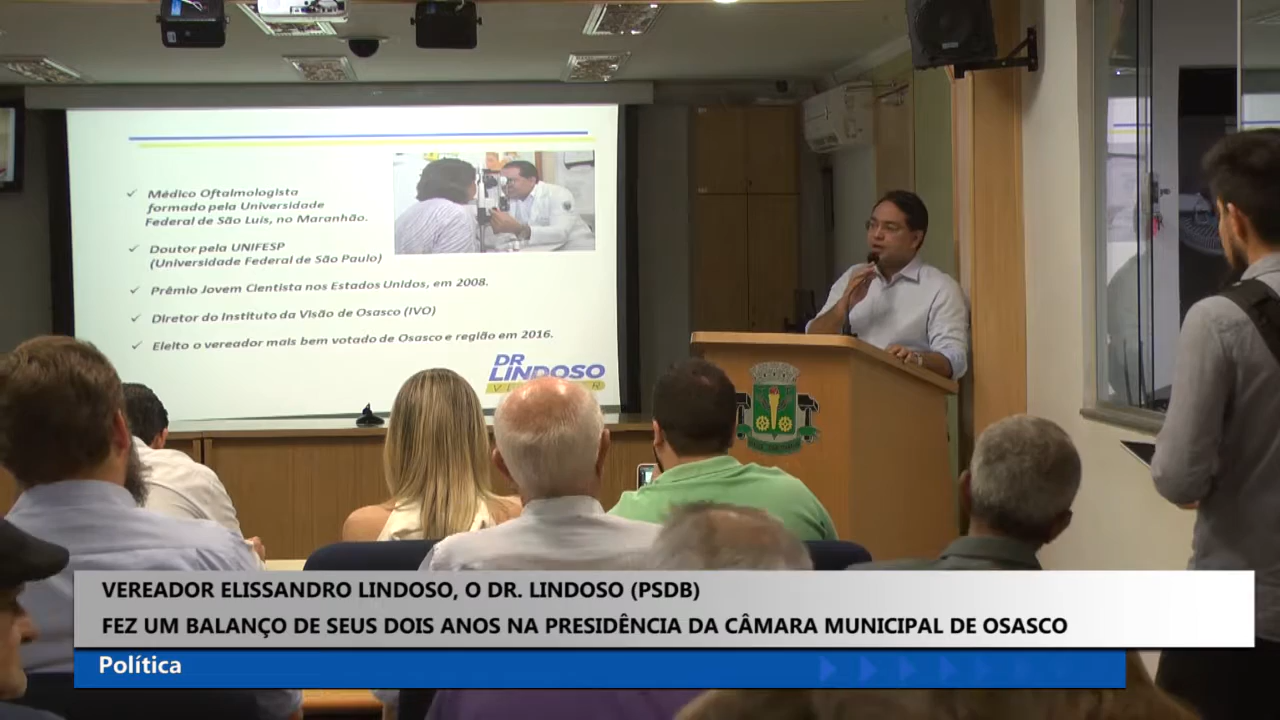 Médico Oftalmologista
formado pela Universidade
Federal de São Luís, no Maranhão.
Doutor pela UNIFESP
(Universidade Federal de São Paulo)
Prêmio Jovem Cientista nos Estados Unidos, em 2008.
Diretor do Instituto da Visão de Osasco (IVO)
Eleito o vereador mais bem votado de Osasco e região em 2016.
DR
LINDOSO
VEREADOR ELISSANDRO LINDOSO, O DR. LINDOSO (PSDB)
FEZ UM BALANÇO DE SEUS DOIS ANOS NA PRESIDÊNCIA DA CÂMARA MUNICIPAL DE OSASCO
Política